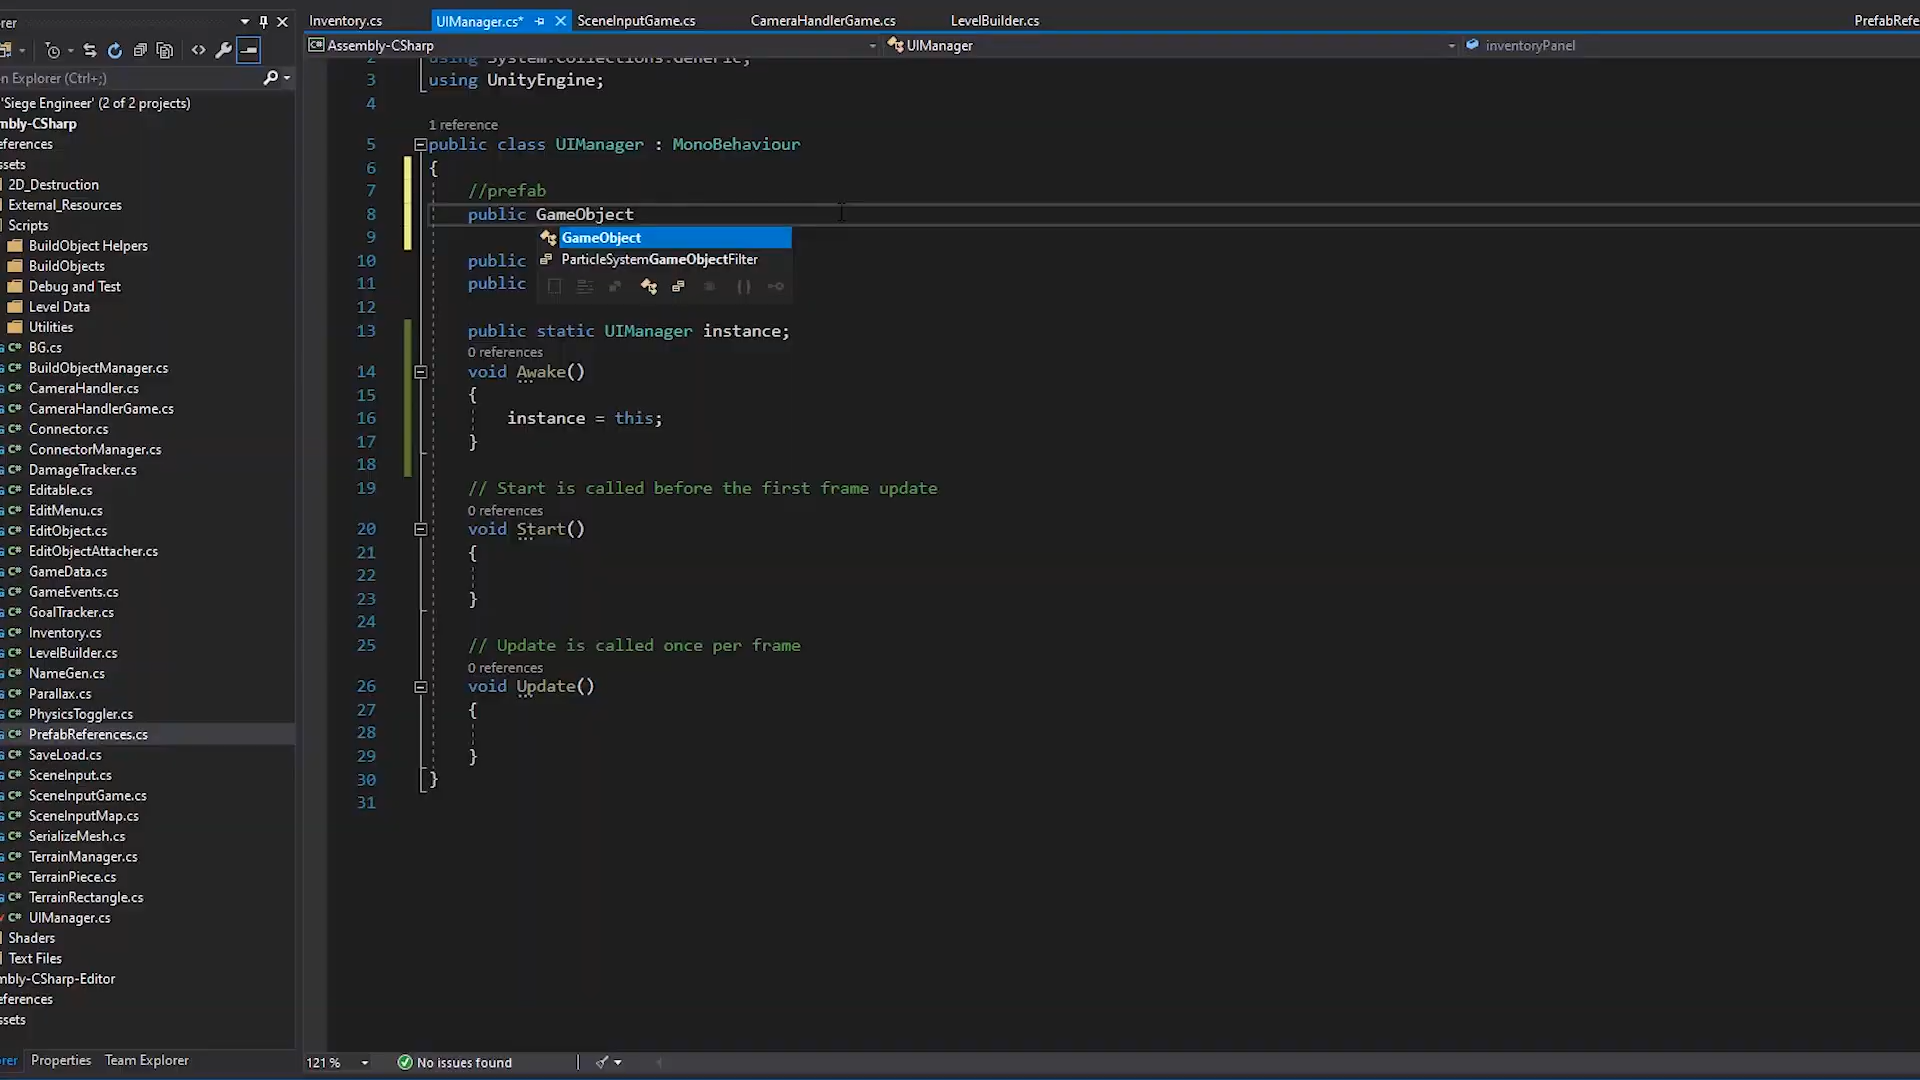 rer
Inventory.cs
UIManager.cs*
SceneInputGame.cs
CameraHandlerGame.cs
LevelBuilder.cs
PrefabRefe
Assembly-CSharp
UIManager
inventoryPanel
n Explorer (Ctrl+;)
'Siege Engineer' (2 of 2 projects)
mbly-CSharp
eferences
ssets
2D_Destruction
External_Resources
Scripts
BuildObject Helpers
BuildObjects
Debug and Test
Level Data
Utilities
C# BG.cs
C# BuildObjectManager.cs
C# CameraHandler.cs
C# CameraHandlerGame.cs
C# Connector.cs
C# ConnectorManager.cs
C# DamageTracker.cs
C# Editable.cs
C# EditMenu.cs
C# EditObject.cs
C# EditObjectAttacher.cs
C# GameData.cs
C# GameEvents.cs
C# GoalTracker.cs
C# Inventory.cs
C# LevelBuilder.cs
C# NameGen.cs
C# Parallax.cs
C# PhysicsToggler.cs
C# PrefabReferences.cs
C# SaveLoad.cs
C# SceneInput.cs
C# SceneInputGame.cs
C# SceneInputMap.cs
C# SerializeMesh.cs
C# TerrainManager.cs
C# TerrainPiece.cs
C# TerrainRectangle.cs
C# UIManager.cs
Shaders
Text Files
mbly-CSharp-Editor
eferences
ssets
rer Properties Team Explorer
2 using System.Collections.Generic;
3 using UnityEngine;
4
1 reference
5 public class UIManager : MonoBehaviour
6 {
7 //prefab
8 public GameObject
9
GameObject
ParticleSystemGameObjectFilter
10 public
11 public
12
13 public static UIManager instance;
0 references
14 void Awake()
15 {
16 instance = this;
17 }
18
19 // Start is called before the first frame update
0 references
20 void Start()
21 {
22
23 }
24
25 // Update is called once per frame
0 references
26 void Update()
27 {
28
29 }
30 }
31
121 %
No issues found